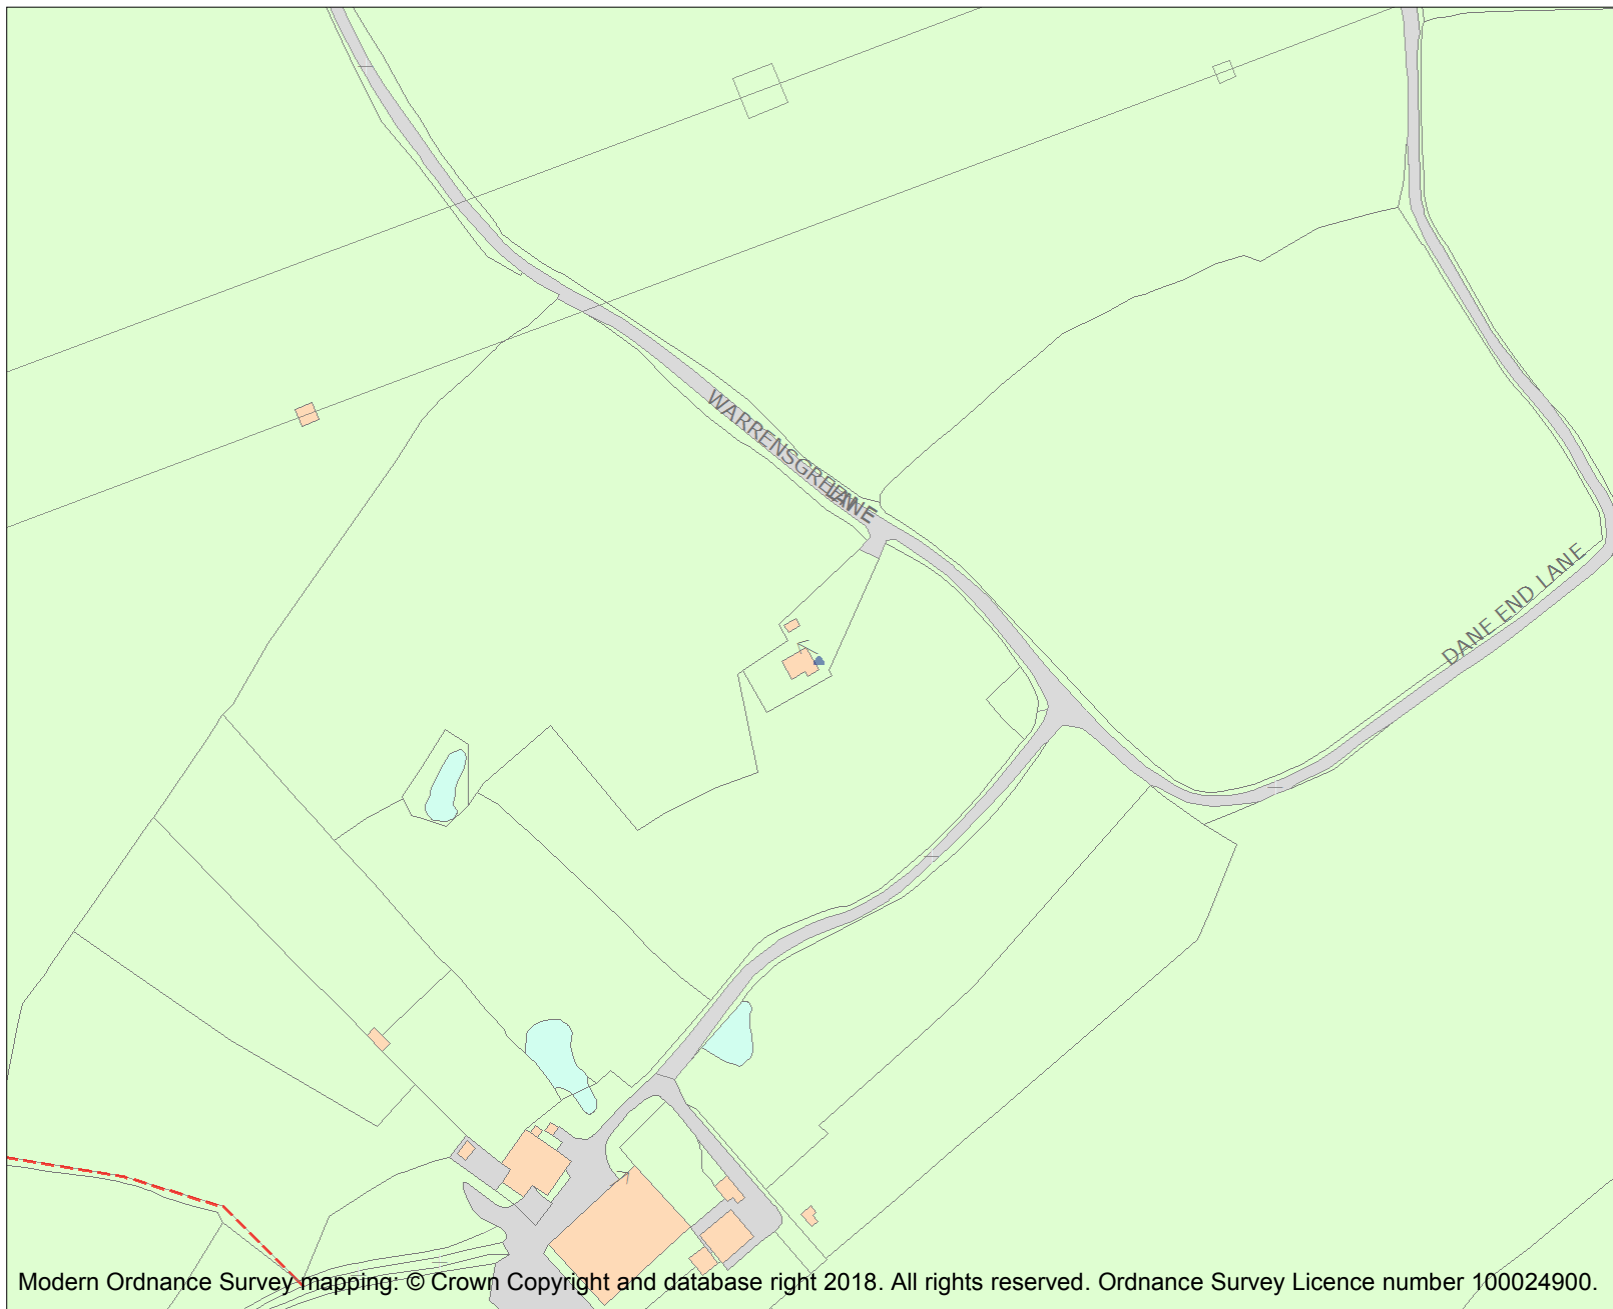 WARRENSGREEN LANE
DANE END LANE
Modern Ordnance Survey mapping: © Crown Copyright and database right 2018. All rights reserved. Ordnance Survey Licence number 100024900.